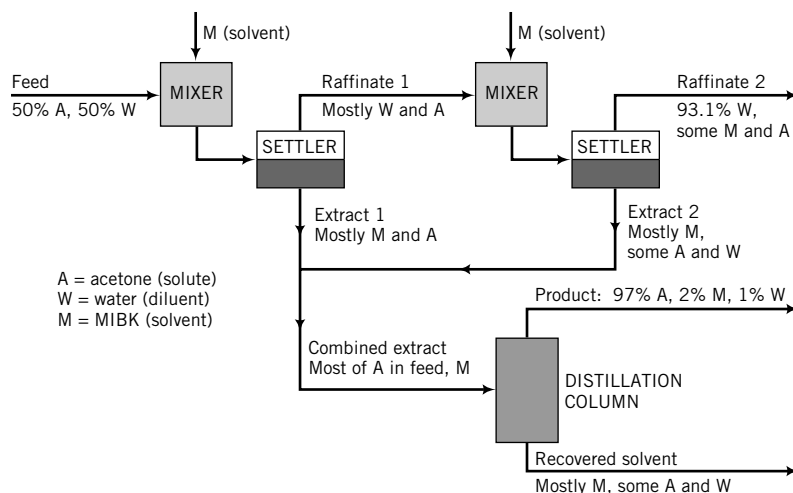 M (solvent)
M (solvent)
Feed
50% A, 50% W
MIXER
Raffinate 1
Mostly W and A
MIXER
Raffinate 2
93.1% W,
some M and A
SETTLER
SETTLER
Extract 1
Mostly M and A
Extract 2
Mostly M,
some A and W
A = acetone (solute)
W = water (diluent)
M = MIBK (solvent)
Product: 97% A, 2% M, 1% W
Combined extract
Most of A in feed, M
DISTILLATION
COLUMN
Recovered solvent
Mostly M, some A and W